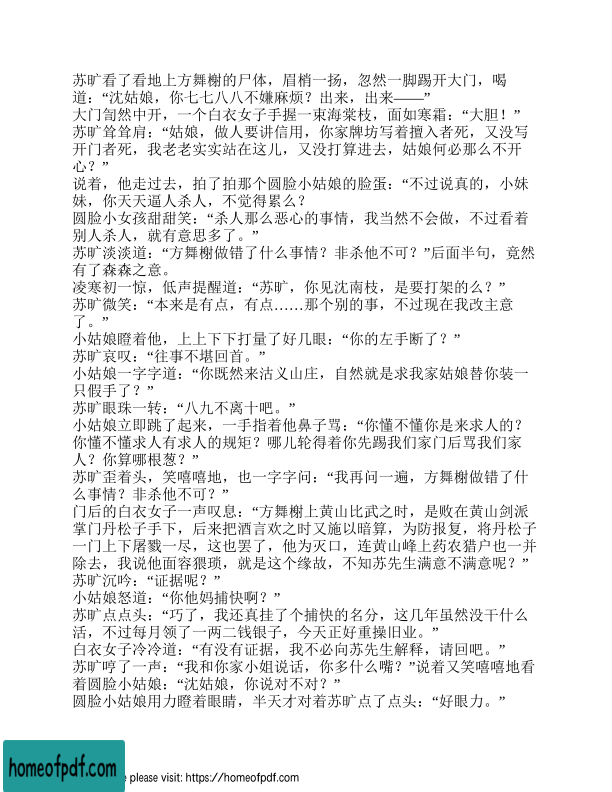 苏旷看了看地上方舞榭的尸体，眉梢一扬，忽然一脚踢开大门，喝
道：“沈姑娘，你七七八八不嫌麻烦？出来，出来——”
大门訇然中开，一个白衣女子手握一束海棠枝，面如寒霜：“大胆！”
苏旷耸耸肩：“姑娘，做人要讲信用，你家牌坊写着擅入者死，又没写
开门者死，我老老实实站在这儿，又没打算进去，姑娘何必那么不开
心？”
说着，他走过去，拍了拍那个圆脸小姑娘的脸蛋：“不过说真的，小妹
妹，你天天逼人杀人，不觉得累么？
圆脸小女孩甜甜笑：“杀人那么恶心的事情，我当然不会做，不过看着
别人杀人，就有意思多了。”
苏旷淡淡道：“方舞榭做错了什么事情？非杀他不可？”后面半句，竟然
有了森森之意。
凌寒初一惊，低声提醒道：“苏旷，你见沈南枝，是要打架的么？”
苏旷微笑：“本来是有点，有点……那个别的事，不过现在我改主意
了。”
小姑娘瞪着他，上上下下打量了好几眼：“你的左手断了？”
苏旷哀叹：“往事不堪回首。”
小姑娘一字字道：“你既然来沽义山庄，自然就是求我家姑娘替你装一
只假手了？”
苏旷眼珠一转：“八九不离十吧。”
小姑娘立即跳了起来，一手指着他鼻子骂：“你懂不懂你是来求人的？
你懂不懂求人有求人的规矩？哪儿轮得着你先踢我们家门后骂我们家
人？你算哪根葱？”
苏旷歪着头，笑嘻嘻地，也一字字问：“我再问一遍，方舞榭做错了什
么事情？非杀他不可？”
门后的白衣女子一声叹息：“方舞榭上黄山比武之时，是败在黄山剑派
掌门丹松子手下，后来把酒言欢之时又施以暗算，为防报复，将丹松子
一门上下屠戮一尽，这也罢了，他为灭口，连黄山峰上药农猎户也一并
除去，我说他面容猥琐，就是这个缘故，不知苏先生满意不满意呢？”
苏旷沉吟：“证据呢？”
小姑娘怒道：“你他妈捕快啊？”
苏旷点点头：“巧了，我还真挂了个捕快的名分，这几年虽然没干什么
活，不过每月领了一两二钱银子，今天正好重操旧业。”
白衣女子冷冷道：“有没有证据，我不必向苏先生解释，请回吧。”
苏旷哼了一声：“我和你家小姐说话，你多什么嘴？”说着又笑嘻嘻地看
着圆脸小姑娘：“沈姑娘，你说对不对？”
圆脸小姑娘用力瞪着眼睛，半天才对着苏旷点了点头：“好眼力。”
homeofpdf.com
e please visit: https://homeofpdf.com